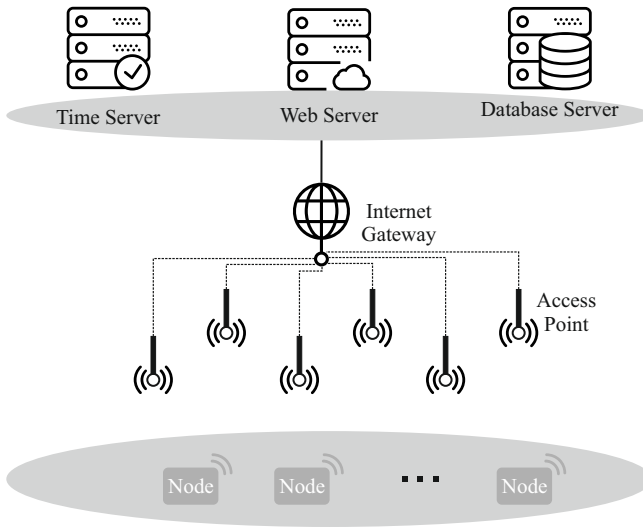 Time Server
Web Server
Database Server
Internet
Gateway
Access
Point
Node
Node
...
Node